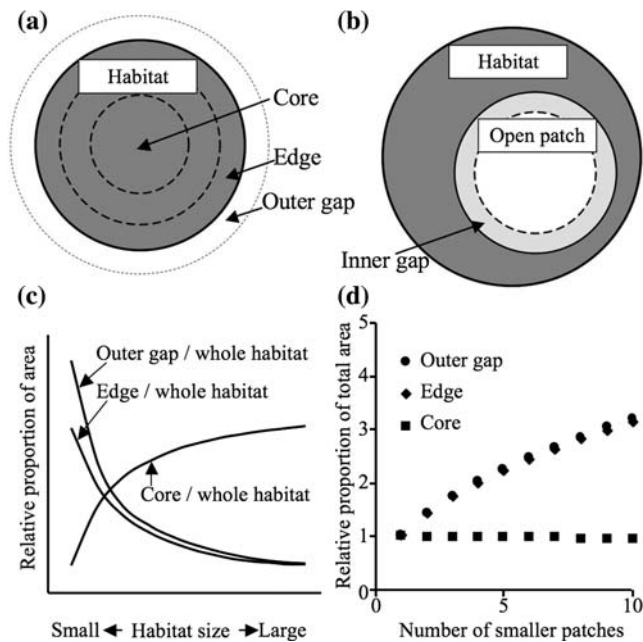 (a)
Habitat
Core
Edge
Outer gap
(b)
Habitat
Open patch
Inner gap
(c)
Relative proportion of area
Outer gap / whole habitat
Edge / whole habitat
Core / whole habitat
Small Habitat size Large
(d)
Relative proportion of total area
5
4
3
2
1
0
Outer gap
Edge
Core
0 5 10
Number of smaller patches